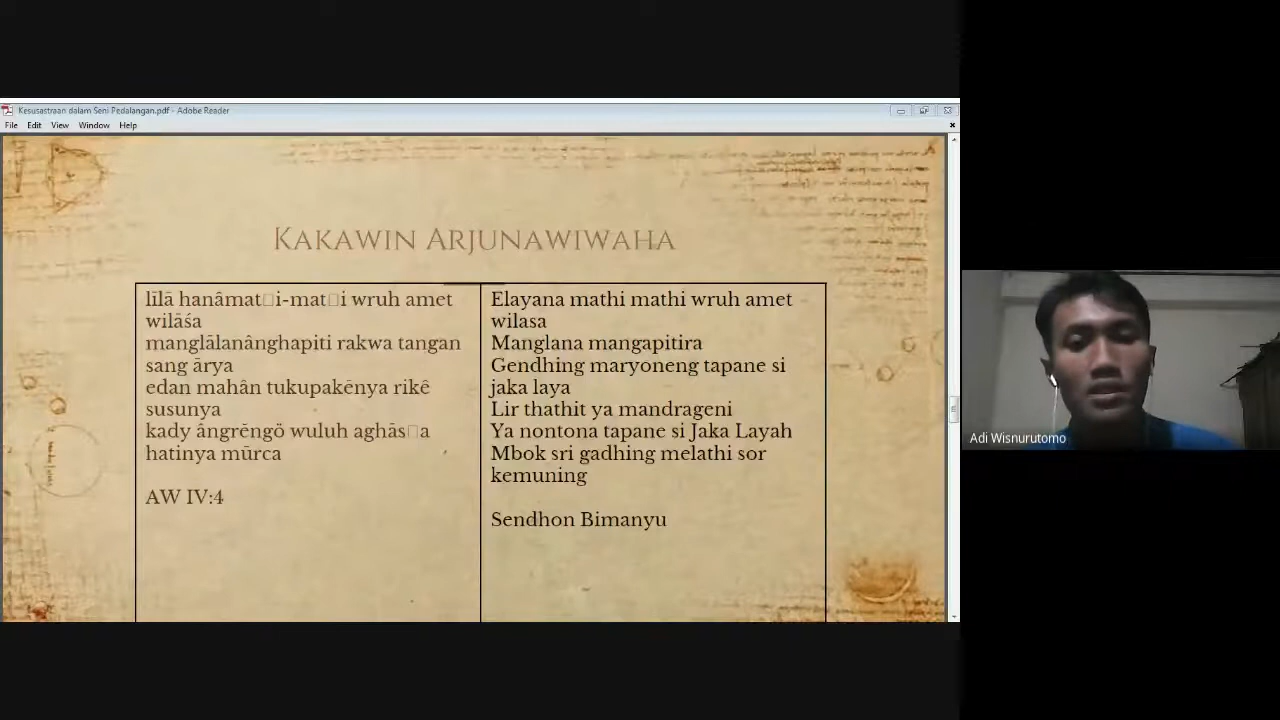 Kesusastraan dalam Seni Pedalangan.pdf - Adobe Reader
File Edit View Window Help
KAKAWIN ARJUNAWIWAHA
līlā hanâmat□i-mat□i wruh amet
wilāśa
manglālanânghapiti rakwa tangan
sang ārya
edan mahân tukupakēnya rikê
susunya
kady ângrĕngö wuluh aghās□a
hatinya mūrca
AW IV:4
Elayana mathi mathi wruh amet
wilasa
Manglana mangapitira
Gendhing maryoneng tapane si
jaka laya
Lir thathit ya mandrageni
Ya nontona tapane si Jaka Layah
Mbok sri gadhing melathi sor
kemuning
Sendhon Bimanyu
Adi Wisnurutomo